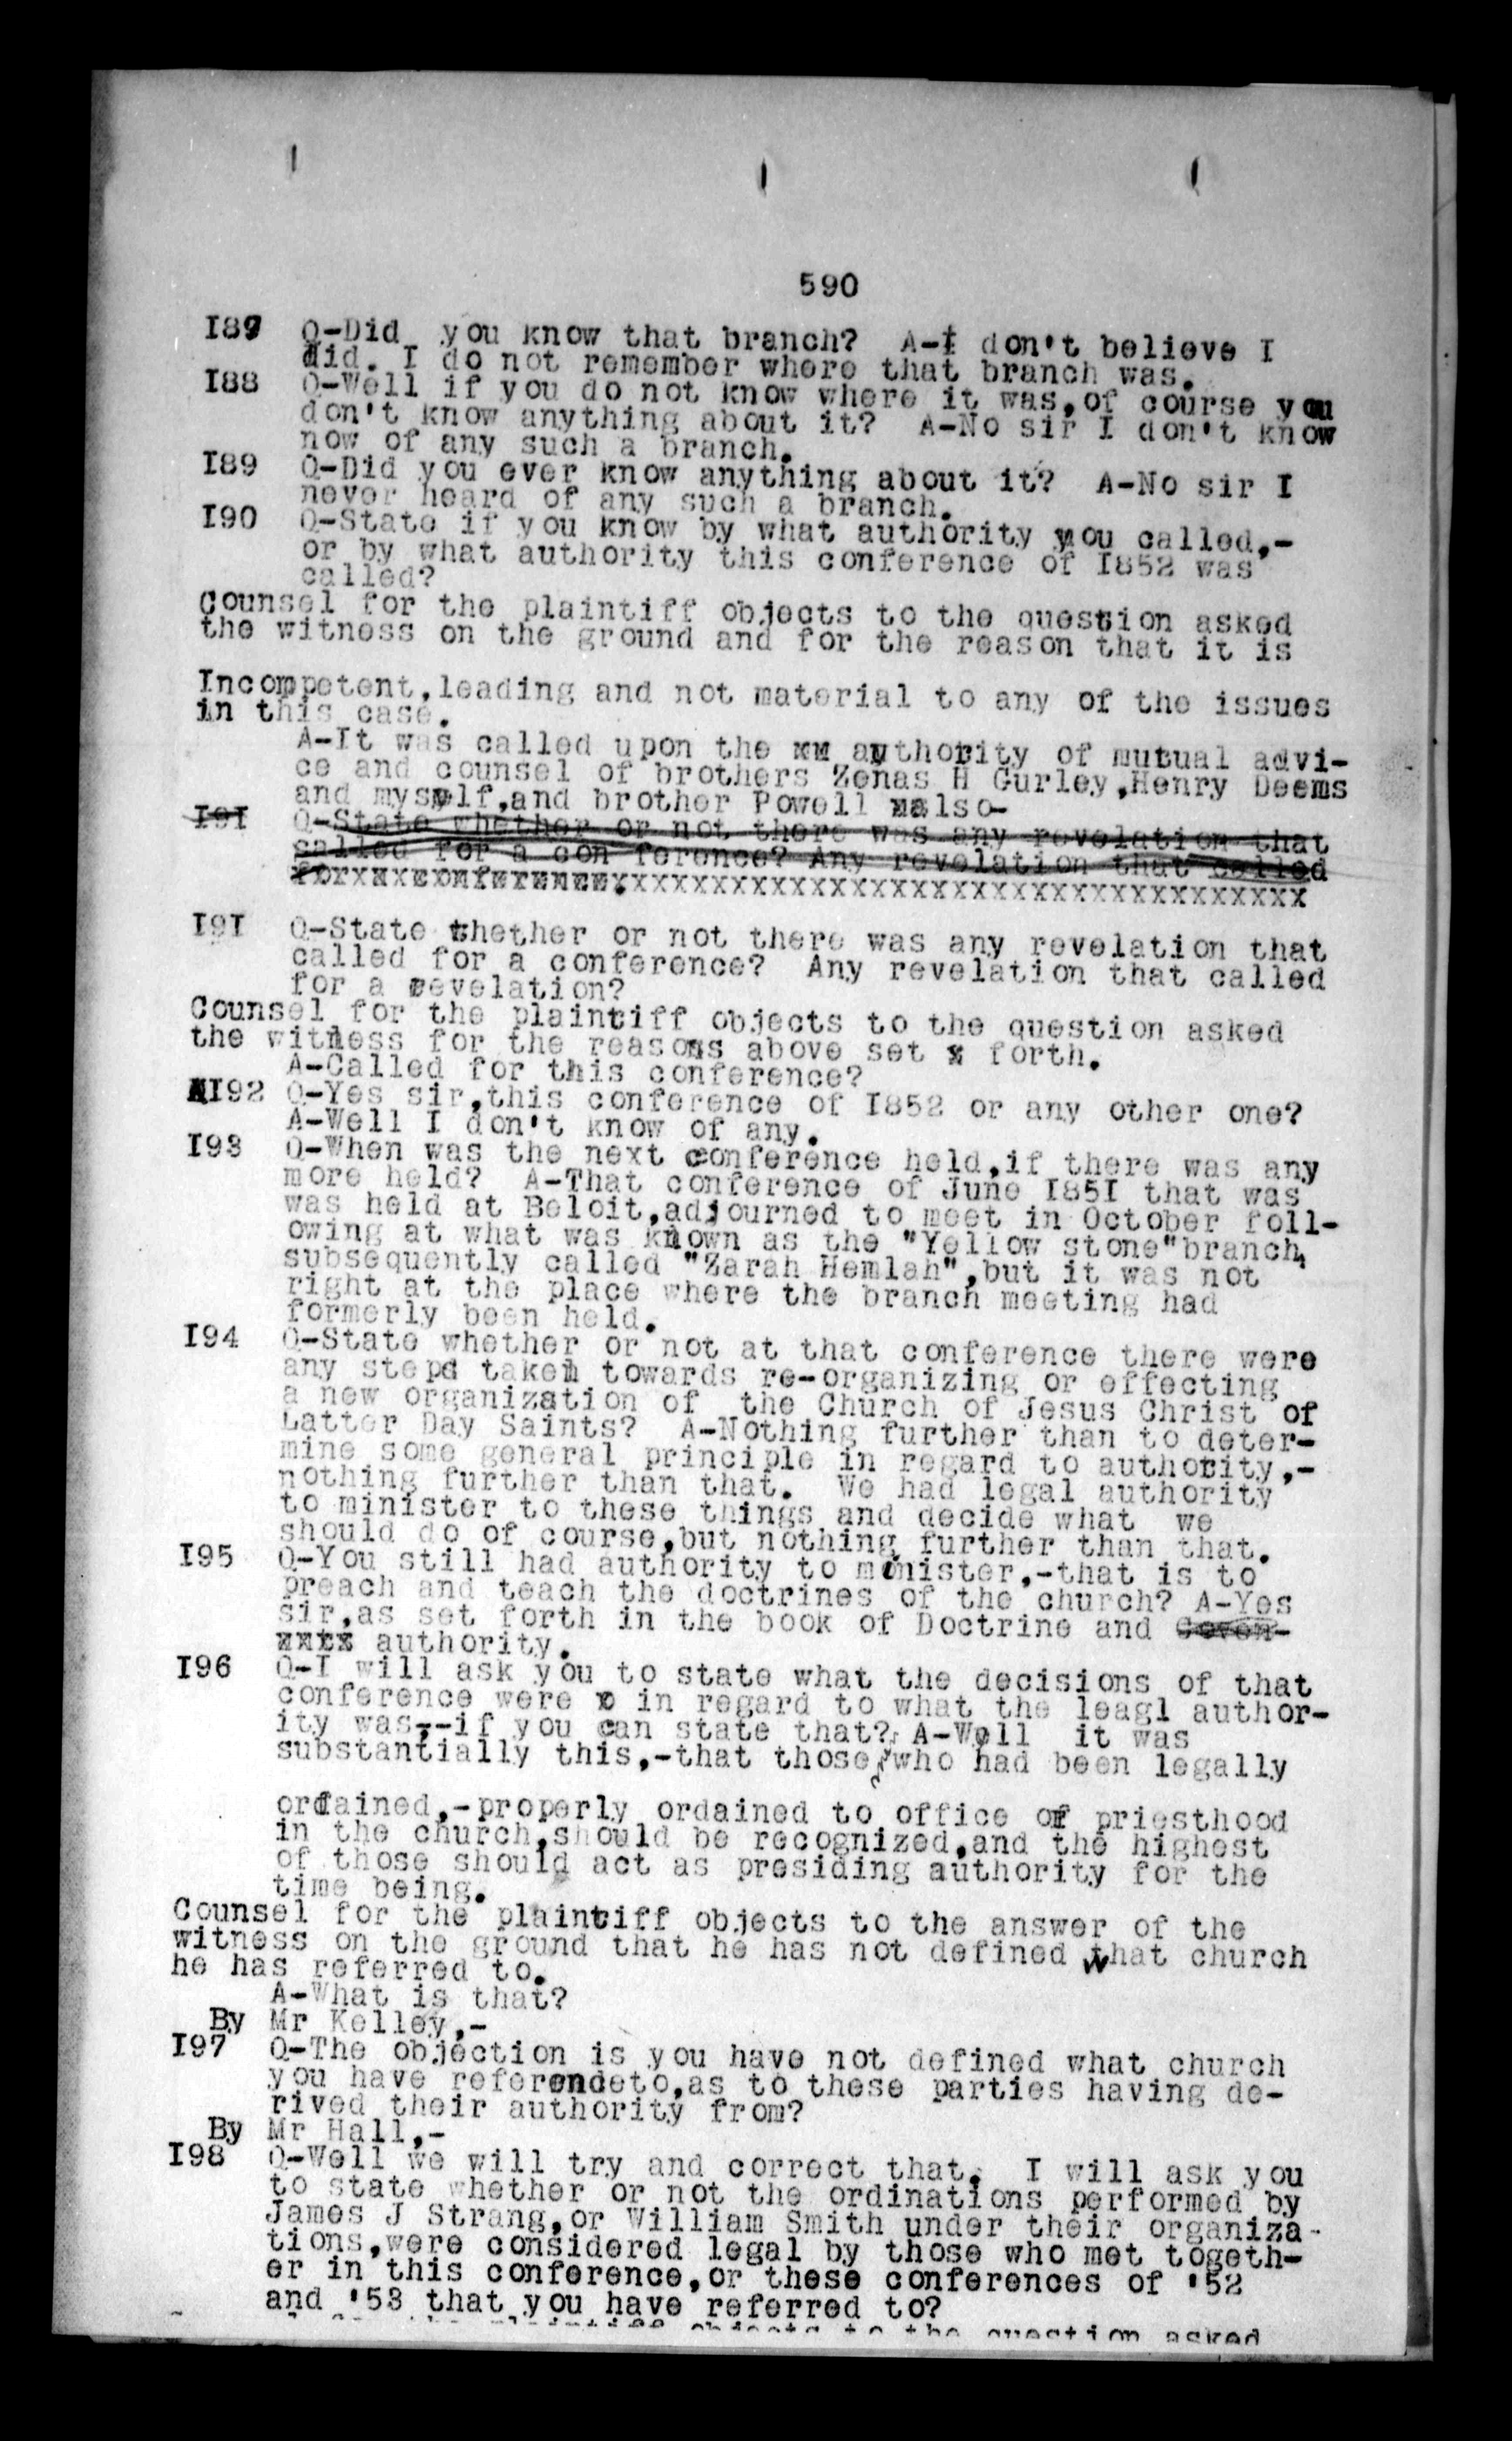 590
I87 Q-Did you know that branch? A-I don't believe I
did. I do not remember where that branch was.
I88 Q-Well if you do not know where it was,of course you
don't know anything about it? A-No sir I don't know
now of any such a branch.
I89 Q-Did you ever know anything about it? A-No sir I
never heard of any such a branch.
I90 Q-State if you know by what authority you called,-
or by what authority this conference of I852 was
called?
Counsel for the plaintiff objects to the question asked
the witness on the ground and for the reason that it is
Incompetent,leading and not material to any of the issues
in this case.
A-It was called upon the xx authority of mutual advi-
ce and counsel of brothers Zenas H Gurley,Henry Deems
and myself,and brother Powell also-
I9I Q-State whether or not there was any revelation that
called for a con ference? Any revelation that called
forxxxconference.xxxxxxxxxxxxxxxxxxxxxxxxxxxxxxxxxxx
I9I Q-State whether or not there was any revelation that
called for a conference? Any revelation that called
for a revelation?
Counsel for the plaintiff objects to the question asked
the witness for the reasons above set x forth.
A-Called for this conference?
I92 Q-Yes sir,this conference of I852 or any other one?
A-Well I don't know of any.
I93 Q-When was the next conference held,if there was any
more held? A-That conference of June I85I that was
was held at Beloit,adjourned to meet in October foll-
owing at what was known as the "Yellow stone"branch,
subsequently called "Zarah Hemlah",but it was not
right at the place where the branch meeting had
formerly been held.
I94 Q-State whether or not at that conference there were
any steps taken towards re-organizing or effecting
a new organization of the Church of Jesus Christ of
Latter Day Saints? A-Nothing further than to deter-
mine some general principle in regard to authority,-
nothing further than that. We had legal authority
to minister to these things and decide what we
should do of course,but nothing further than that.
I95 Q-You still had authority to minister,-that is to
preach and teach the doctrines of the church? A-Yes
sir,as set forth in the book of Doctrine and Coven-
xxtx authority.
I96 Q-I will ask you to state what the decisions of that
conference were in regard to what the leagl author-
ity was,--if you can state that? A-Well it was
substantially this,-that those who had been legally
ordained,-properly ordained to office of priesthood
in the church,should be recognized,and the highest
of those should act as presiding authority for the
time being.
Counsel for the plaintiff objects to the answer of the
witness on the ground that he has not defined what church
he has referred to.
A-What is that?
By Mr Kelley,-
I97 Q-The objection is you have not defined what church
you have referendeto,as to these parties having de-
rived their authority from?
By Mr Hall,-
I98 Q-Well we will try and correct that. I will ask you
to state whether or not the ordinations performed by
James J Strang,or William Smith under their organiza-
tions,were considered legal by those who met togeth-
er in this conference,or these conferences of '52
and '53 that you have referred to?
the plaintiff objects to the question asked